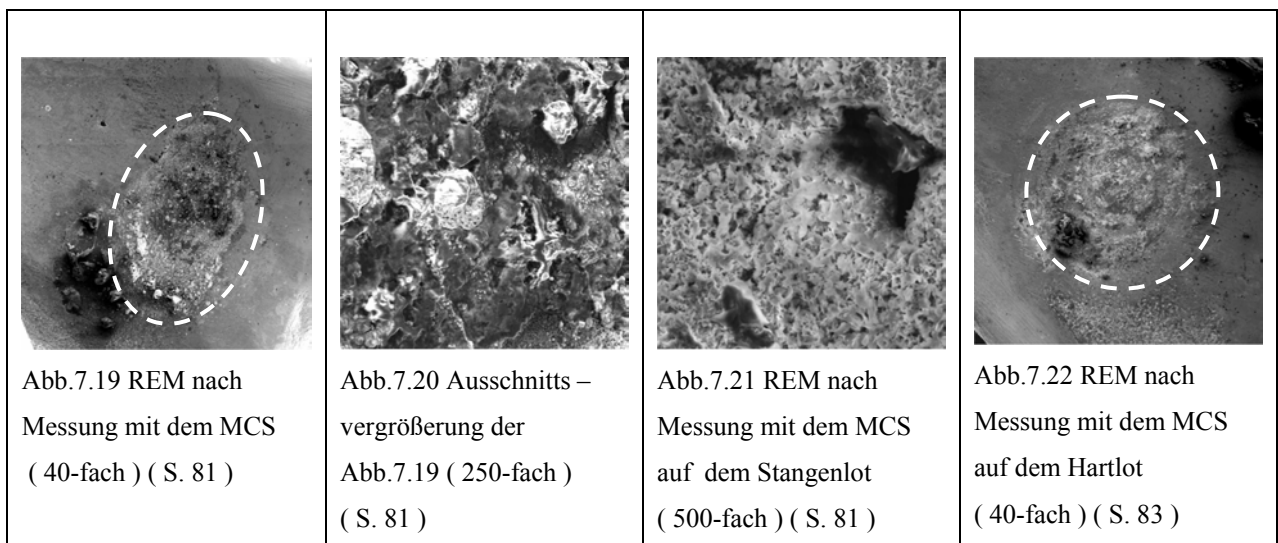 Abb.7.19 REM nach
Messung mit dem MCS
( 40-fach ) ( S. 81 )
Abb.7.20 Ausschnitts –
vergrößerung der
Abb.7.19 ( 250-fach )
( S. 81 )
Abb.7.21 REM nach
Messung mit dem MCS
auf dem Stangenlot
( 500-fach ) ( S. 81 )
Abb.7.22 REM nach
Messung mit dem MCS
auf dem Hartlot
( 40-fach ) ( S. 83 )